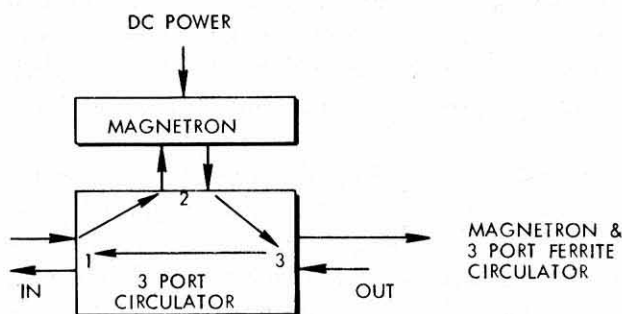 DC POWER
MAGNETRON
2
1
3
3 PORT
CIRCULATOR
IN
OUT
MAGNETRON &
3 PORT FERRITE
CIRCULATOR